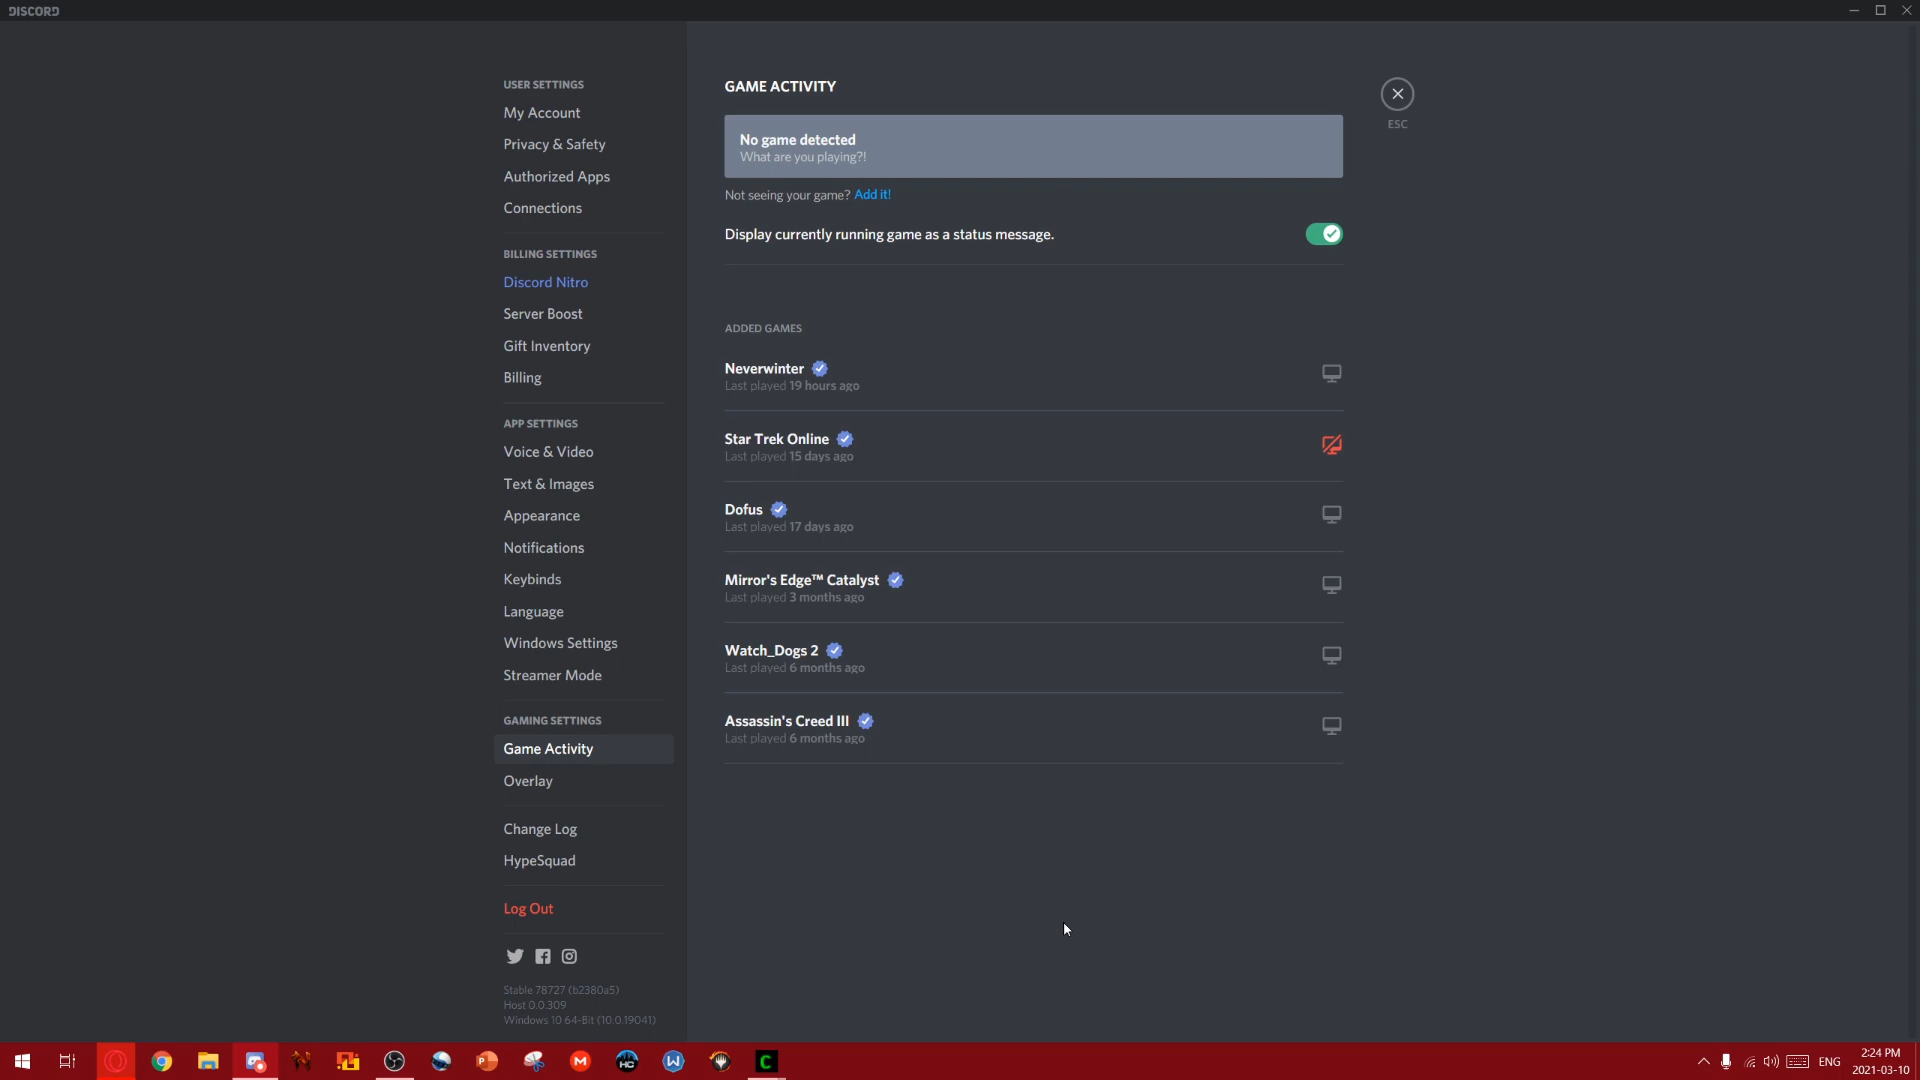 DISCORD
USER SETTINGS
My Account
Privacy & Safety
Authorized Apps
Connections
BILLING SETTINGS
Discord Nitro
Server Boost
Gift Inventory
Billing
APP SETTINGS
Voice & Video
Text & Images
Appearance
Notifications
Keybinds
Language
Windows Settings
Streamer Mode
GAMING SETTINGS
Game Activity
Overlay
Change Log
HypeSquad
Log Out
Stable 78727 (b2380a5)
Host 0.0.309
Windows 10 64-Bit (10.0.19041)
GAME ACTIVITY
No game detected
What are you playing?!
Not seeing your game? Add it!
Display currently running game as a status message.
ADDED GAMES
Neverwinter
Last played 19 hours ago
Star Trek Online
Last played 15 days ago
Dofus
Last played 17 days ago
Mirror's Edge™ Catalyst
Last played 3 months ago
Watch_Dogs 2
Last played 6 months ago
Assassin's Creed III
Last played 6 months ago
ESC
P
M
HC
W
C
ENG
2:24 PM
2021-03-10